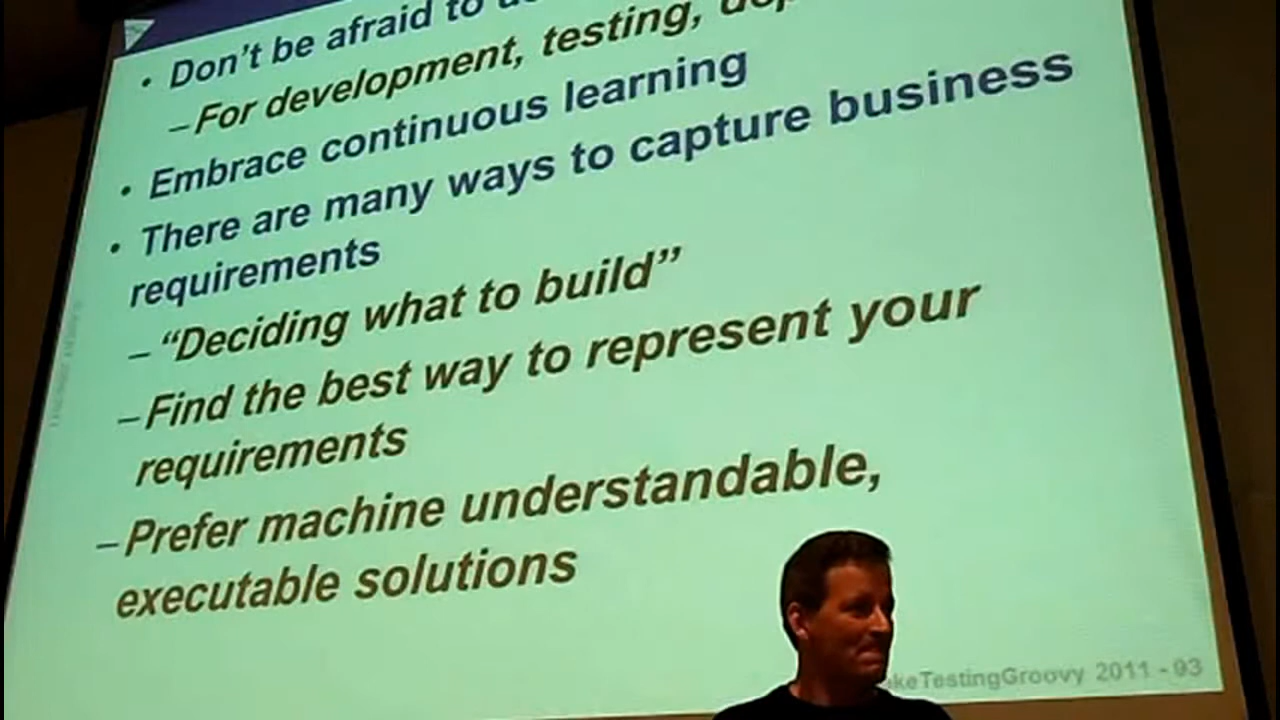 • Don't be afraid to
– For development, testing,
• Embrace continuous learning
• There are many ways to capture business
requirements
– “Deciding what to build”
– Find the best way to represent your
requirements
– Prefer machine understandable,
executable solutions
keTestingGroovy 2011 - 93